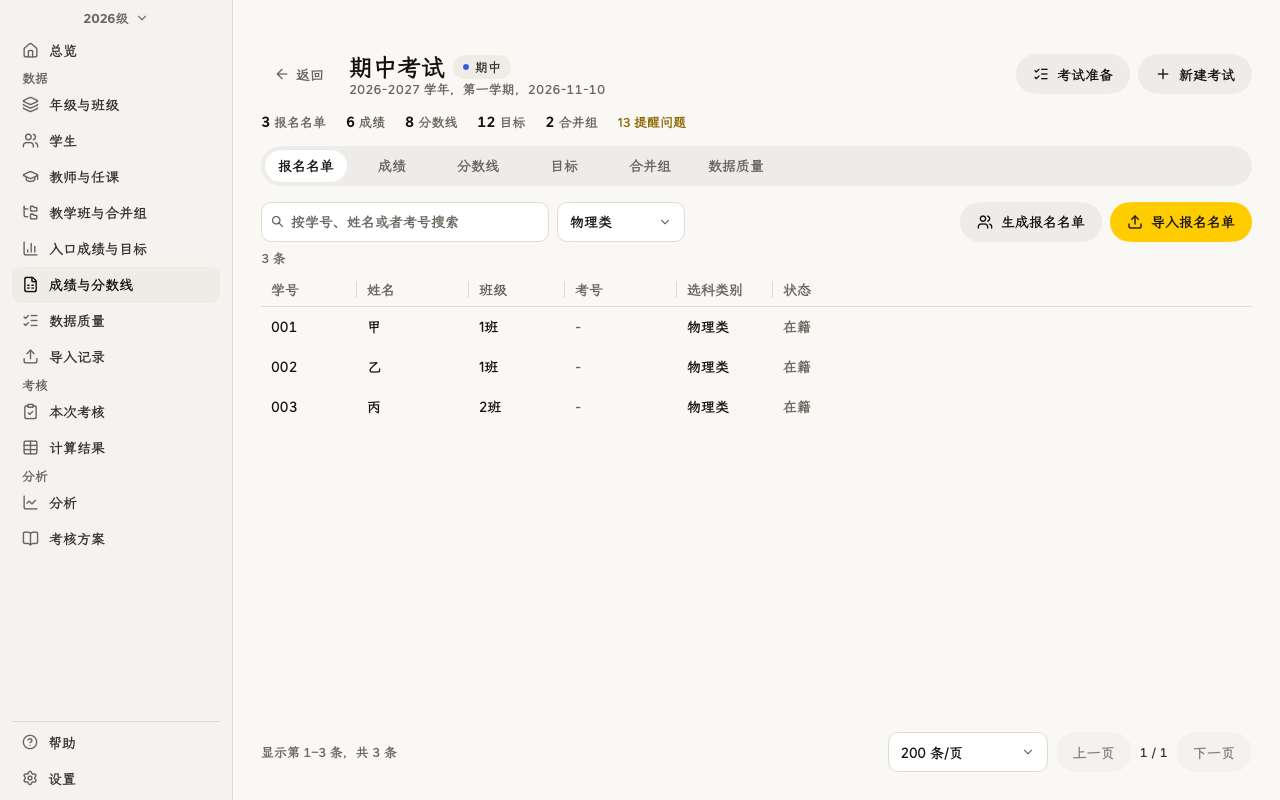 2026级
总览
数据
年级与班级
学生
教师与任课
教学班与合并组
入口成绩与目标
成绩与分数线
数据质量
导入记录
考核
本次考核
计算结果
分析
分析
考核方案
帮助
设置
返回
期中考试 期中
2026-2027 学年，第一学期，2026-11-10
考试准备 新建考试
3 报名名单 6 成绩 8 分数线 12 目标 2 合并组 13 提醒问题
报名名单 成绩 分数线 目标 合并组 数据质量
按学号、姓名或者考号搜索 物理类 生成报名名单 导入报名名单
3 条
学号 姓名 班级 考号 选科类别 状态
001 甲 1班 - 物理类 在籍
002 乙 1班 - 物理类 在籍
003 丙 2班 - 物理类 在籍
显示第 1–3 条，共 3 条 200 条/页 上一页 1 / 1 下一页